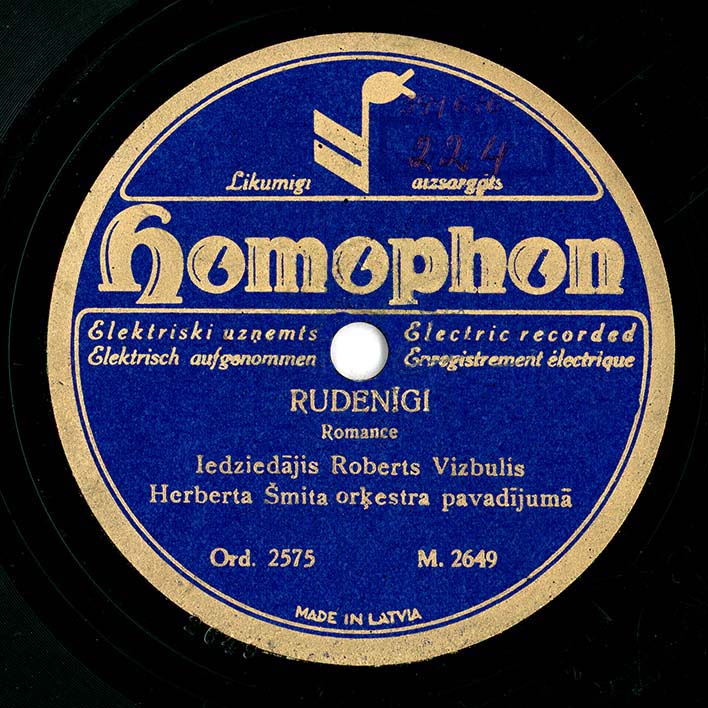 224
Likumigi aizsargāts
Homophon
Elektriski uzņemts Electric recorded
Elektrisch aufgenommen Enregistrement électrique
RUDENĪGI
Romance
Iedziedājis Roberts Vizbulis
Herberta Šmita orķestra pavadījumā
Ord. 2575 M. 2649
MADE IN LATVIA